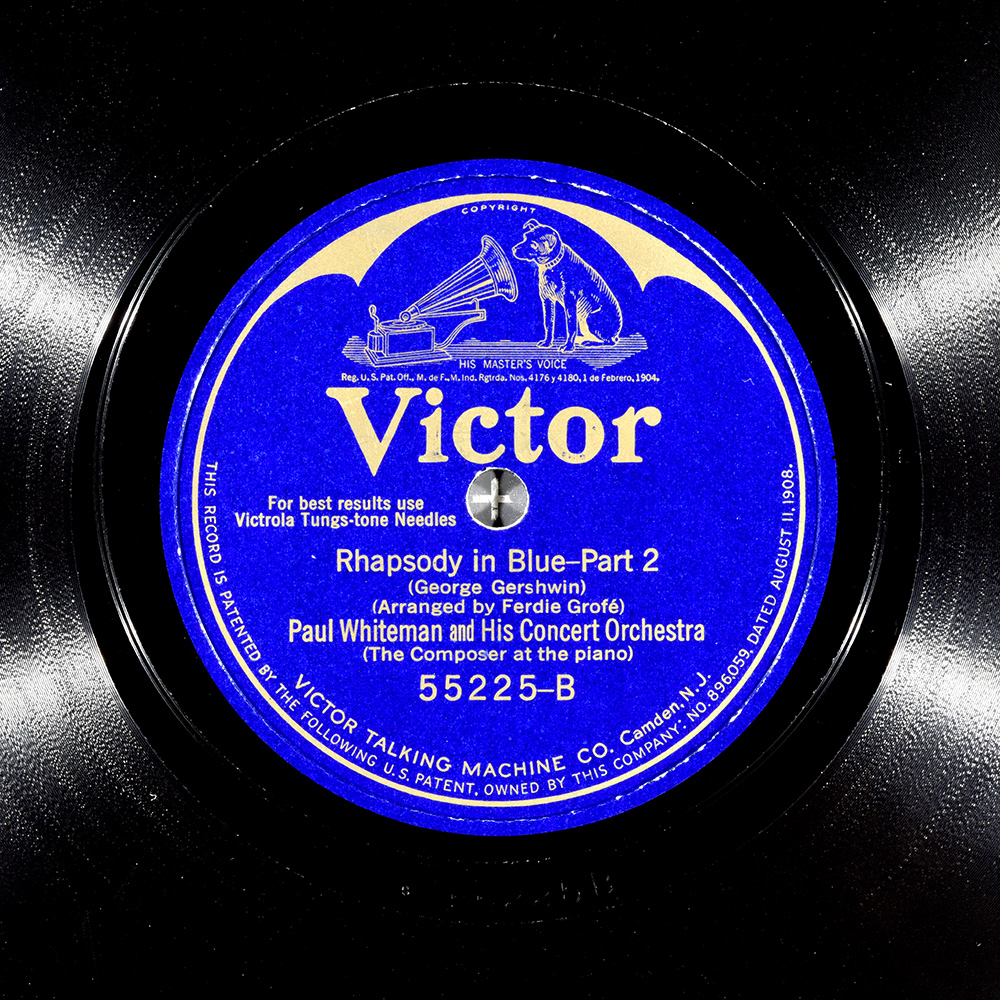 COPYRIGHT
HIS MASTER'S VOICE
Reg. U.S. Pat. Off., M. de F., M. Ind. Rgtrda. Nos. 4176 y 4180, 1 de Febrero, 1904.
Victor
For best results use
Victrola Tungs-tone Needles
Rhapsody in Blue–Part 2
(George Gershwin)
(Arranged by Ferdie Grofé)
Paul Whiteman and His Concert Orchestra
(The Composer at the piano)
55225–B
VICTOR TALKING MACHINE CO. Camden, N. J.
THIS RECORD IS PATENTED BY THE FOLLOWING U.S. PATENT, OWNED BY THIS COMPANY: NO. 896059, DATED AUGUST 11, 1908.